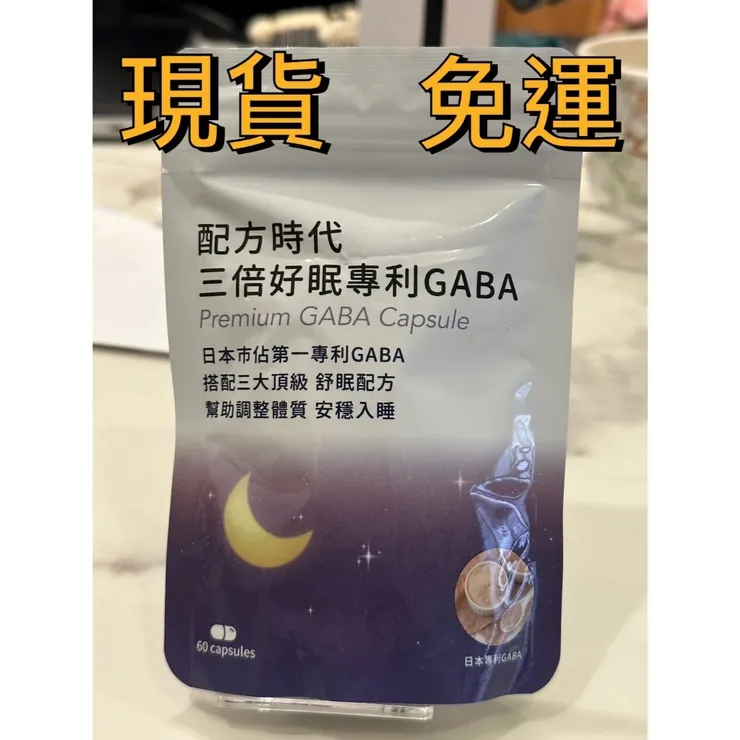 現貨 免運
配方時代
三倍好眠專利GABA
Premium GABA Capsule
日本市佔第一專利GABA
搭配三大頂級 舒眠配方
幫助調整體質 安穩入睡
60 capsules
日本專利GABA